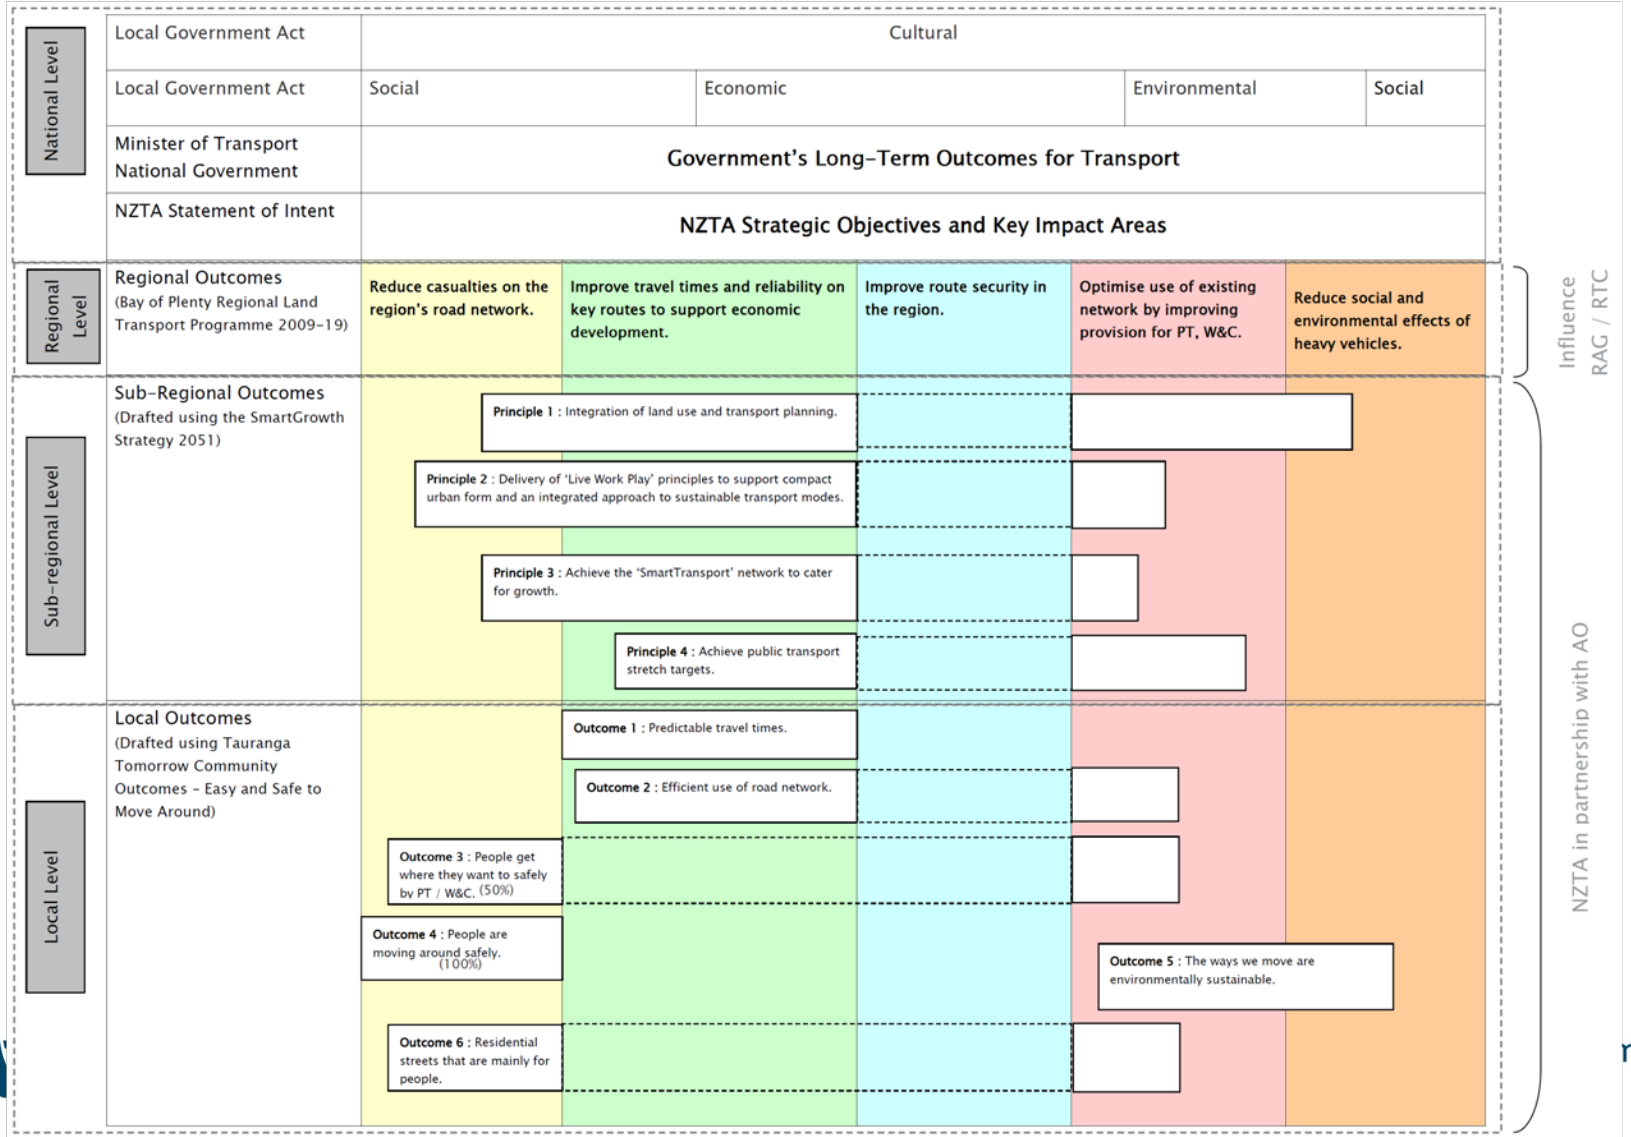 National Level
Local Government Act
Cultural
Local Government Act
Social
Economic
Environmental
Social
Minister of Transport
National Government
Government's Long-Term Outcomes for Transport
NZTA Statement of Intent
NZTA Strategic Objectives and Key Impact Areas
Regional
Level
Regional Outcomes
(Bay of Plenty Regional Land
Transport Programme 2009-19)
Reduce casualties on the
region's road network.
Improve travel times and reliability on
key routes to support economic
development.
Improve route security in
the region.
Optimise use of existing
network by improving
provision for PT, W&C.
Reduce social and
environmental effects of
heavy vehicles.
Influence
RAG / RTC
Sub-regional Level
Sub-Regional Outcomes
(Drafted using the SmartGrowth
Strategy 2051)
Principle 1 : Integration of land use and transport planning.
Principle 2 : Delivery of 'Live Work Play' principles to support compact
urban form and an integrated approach to sustainable transport modes.
Principle 3 : Achieve the 'SmartTransport' network to cater
for growth.
Principle 4 : Achieve public transport
stretch targets.
NZTA in partnership with AO
Local Level
Local Outcomes
(Drafted using Tauranga
Tomorrow Community
Outcomes - Easy and Safe to
Move Around)
Outcome 1 : Predictable travel times.
Outcome 2 : Efficient use of road network.
Outcome 3 : People get
where they want to safely
by PT / W&C. (50%)
Outcome 4 : People are
moving around safely.
(100%)
Outcome 5 : The ways we move are
environmentally sustainable.
Outcome 6 : Residential
streets that are mainly for
people.